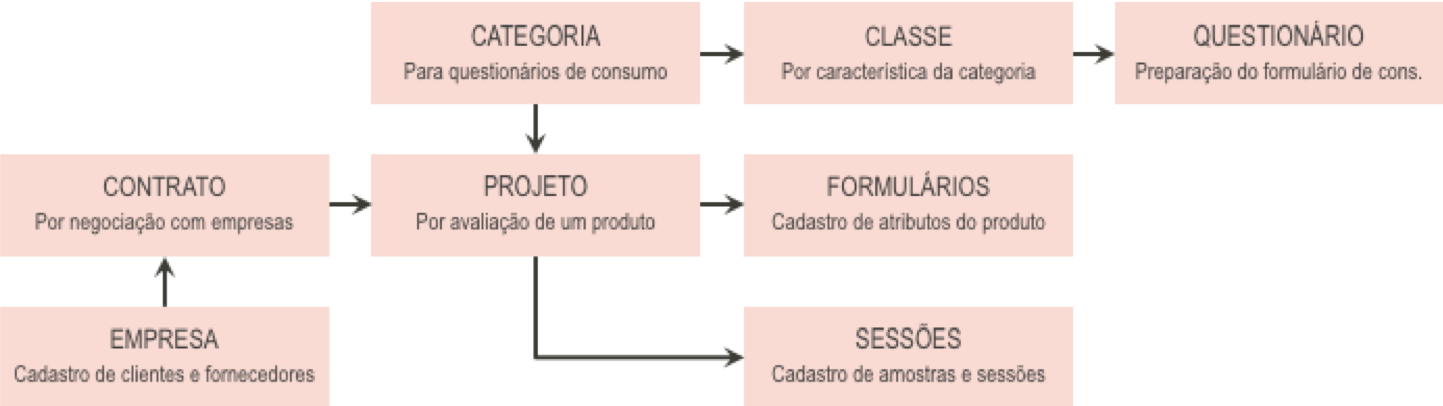 CATEGORIA
Para questionários de consumo
CLASSE
Por característica da categoria
QUESTIONÁRIO
Preparação do formulário de cons.
CONTRATO
Por negociação com empresas
PROJETO
Por avaliação de um produto
FORMULÁRIOS
Cadastro de atributos do produto
EMPRESA
Cadastro de clientes e fornecedores
SESSÕES
Cadastro de amostras e sessões